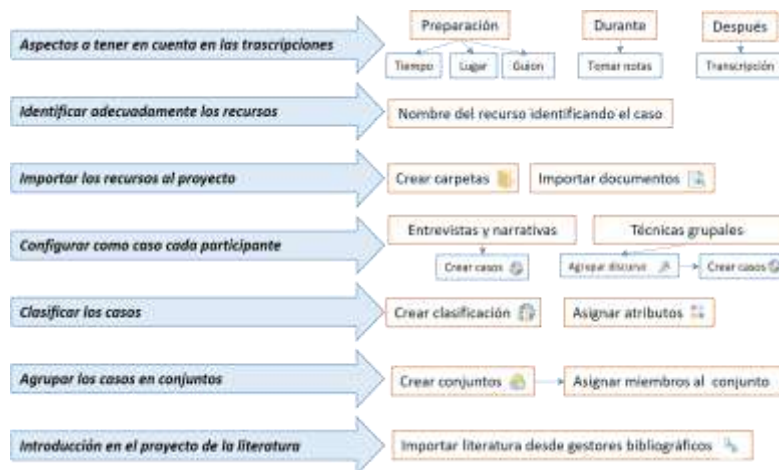 Aspectos a tener en cuenta en las trascripciones
Preparación
Durante
Después
Tiempo
Lugar
Guion
Tomar notas
Transcripción
Identificar adecuadamente los recursos
Nombre del recurso identificando el caso
Importar los recursos al proyecto
Crear carpetas
Importar documentos
Configurar como caso cada participante
Entrevistas y narrativas
Técnicas grupales
Crear casos
Agrupar discurso
Crear casos
Clasificar los casos
Crear clasificación
Asignar atributos
Agrupar los casos en conjuntos
Crear conjuntos
Asignar miembros al conjunto
Introducción en el proyecto de la literatura
Importar literatura desde gestores bibliográficos